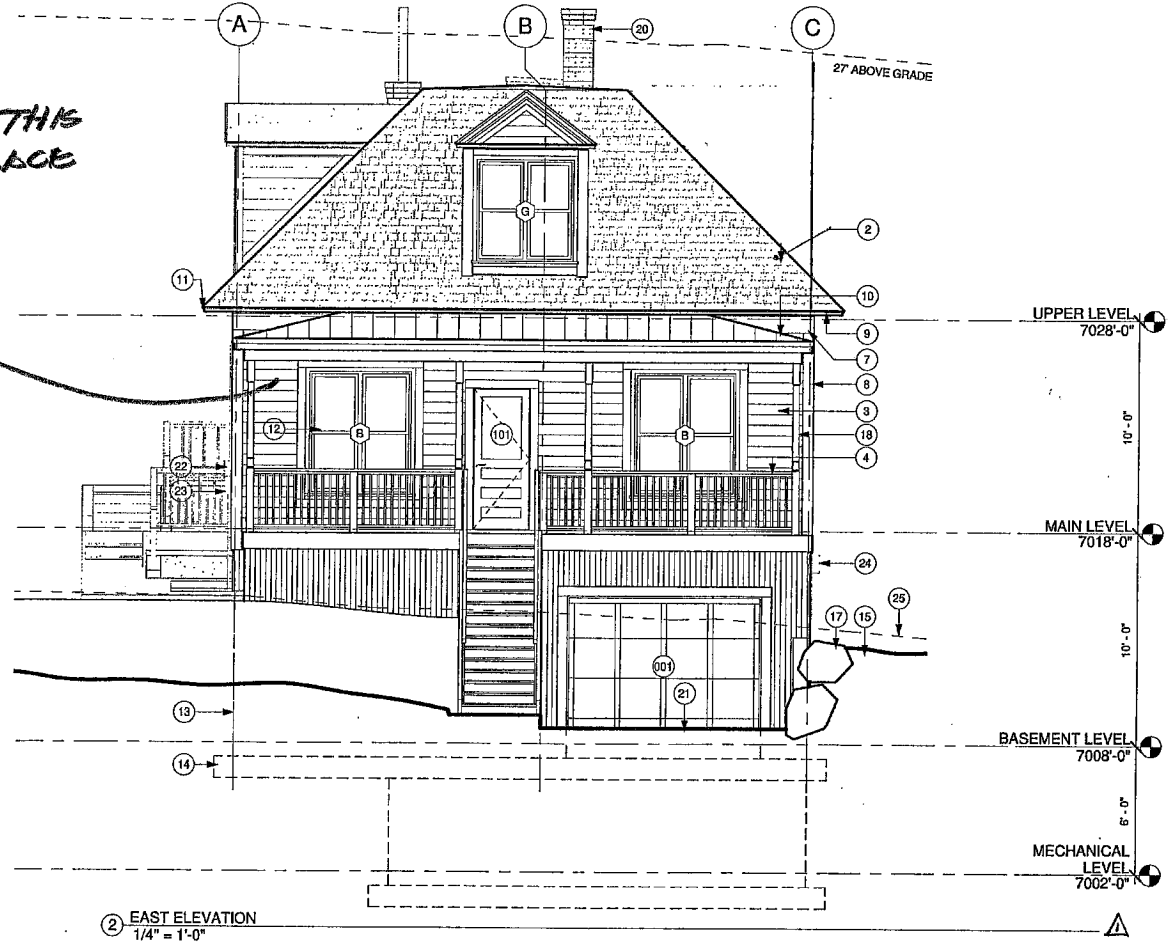 A B C
20
27' ABOVE GRADE
THIS
G
2
11
10
9
UPPER LEVEL
7028'-0"
7
8
12 B 101 B 3
18
10' - 0"
4
22
23
MAIN LEVEL
7018'-0"
24
25
17 15
10' - 0"
001
21
13
BASEMENT LEVEL
7008'-0"
14
6' - 0"
MECHANICAL
LEVEL
7002'-0"
2 EAST ELEVATION
1/4" = 1'-0"
1